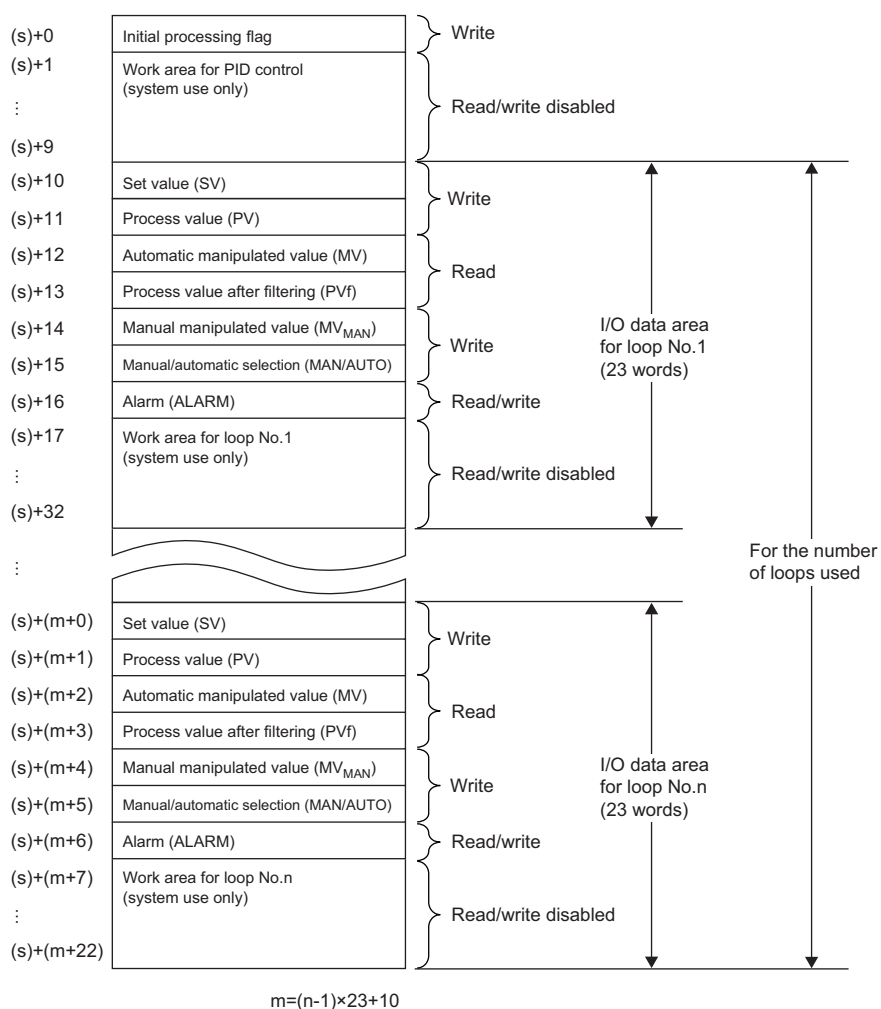 (s)+0 Initial processing flag Write
(s)+1 Work area for PID control
(system use only)
⋮ Read/write disabled
(s)+9
(s)+10 Set value (SV)
Write
(s)+11 Process value (PV)
(s)+12 Automatic manipulated value (MV)
Read
(s)+13 Process value after filtering (PVf)
(s)+14 Manual manipulated value (MVMAN)
Write
(s)+15 Manual/automatic selection (MAN/AUTO)
I/O data area
for loop No.1
(23 words)
(s)+16 Alarm (ALARM) Read/write
(s)+17 Work area for loop No.1
(system use only)
⋮ Read/write disabled
(s)+32
⋮
For the number
of loops used
(s)+(m+0) Set value (SV)
Write
(s)+(m+1) Process value (PV)
(s)+(m+2) Automatic manipulated value (MV)
Read
(s)+(m+3) Process value after filtering (PVf)
(s)+(m+4) Manual manipulated value (MVMAN)
Write
(s)+(m+5) Manual/automatic selection (MAN/AUTO)
I/O data area
for loop No.n
(23 words)
(s)+(m+6) Alarm (ALARM) Read/write
(s)+(m+7) Work area for loop No.n
(system use only)
⋮ Read/write disabled
(s)+(m+22)
m=(n-1)×23+10